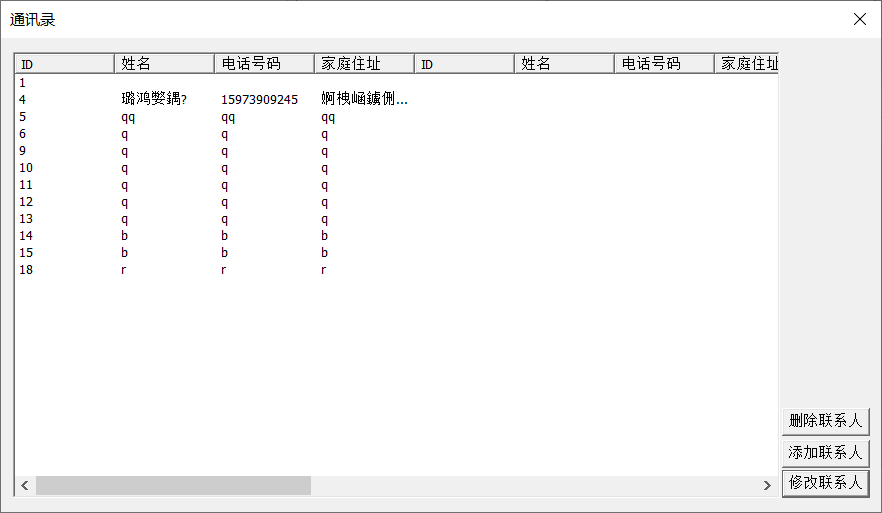 通讯录
ID 姓名 电话号码 家庭住址 ID 姓名 电话号码 家庭住址
1
4 璐鸿嫛鍝? 15973909245 婀栧崡鐪侀...
5 qq qq qq
6 q q q
9 q q q
10 q q q
11 q q q
12 q q q
13 q q q
14 b b b
15 b b b
18 r r r
删除联系人
添加联系人
修改联系人